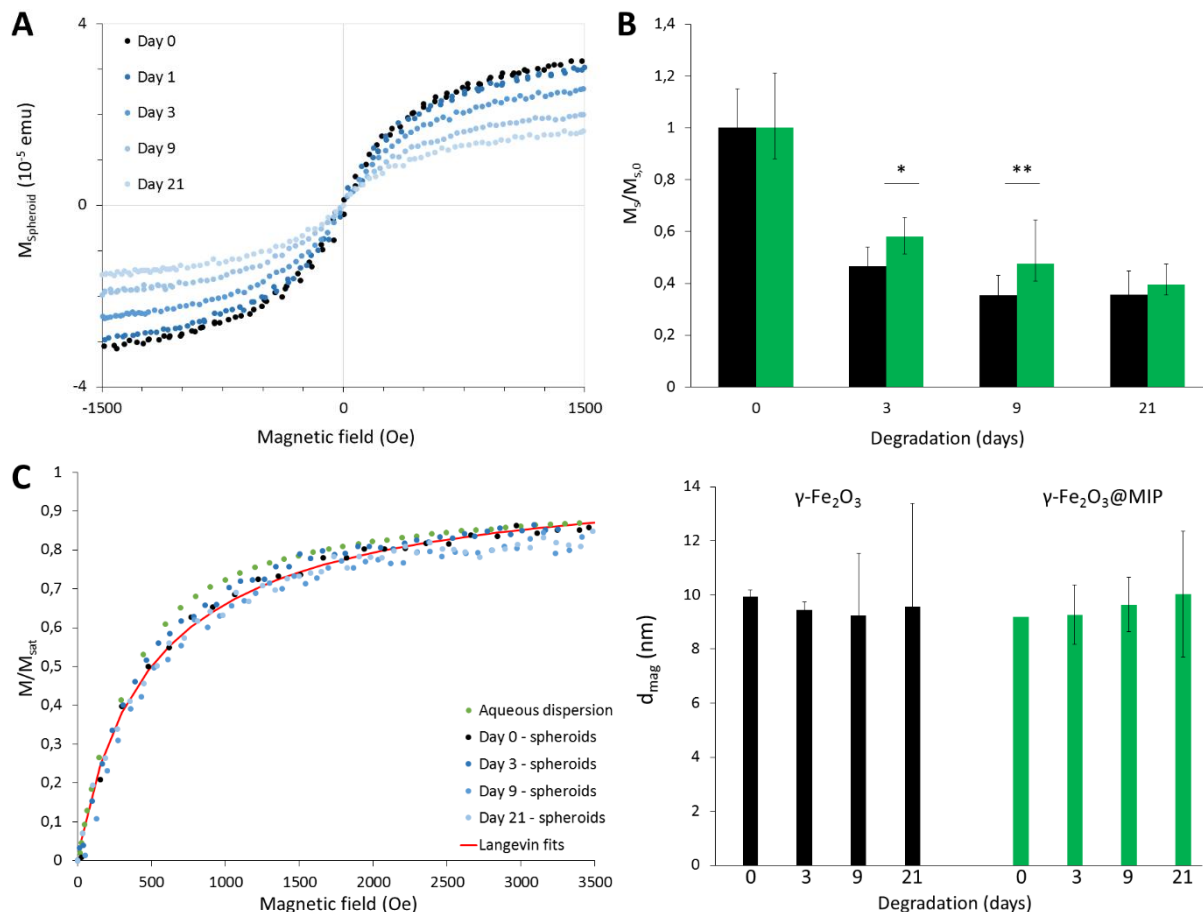 A
4
Day 0
Day 1
Day 3
Day 9
Day 21
0
-4
M_Spheroid (10⁻⁵ emu)
-1500
0
1500
Magnetic field (Oe)
B
1,4
1,2
1
0,8
0,6
0,4
0,2
0
M_s/M_s,0
*
**
0
3
9
21
Degradation (days)
C
1
0,9
0,8
0,7
0,6
0,5
0,4
0,3
0,2
0,1
0
M/M_sat
Aqueous dispersion
Day 0 - spheroids
Day 3 - spheroids
Day 9 - spheroids
Day 21 - spheroids
Langevin fits
0
500
1000
1500
2000
2500
3000
3500
Magnetic field (Oe)
14
12
10
8
6
4
2
0
d_mag (nm)
γ-Fe₂O₃
γ-Fe₂O₃@MIP
0
3
9
21
0
3
9
21
Degradation (days)